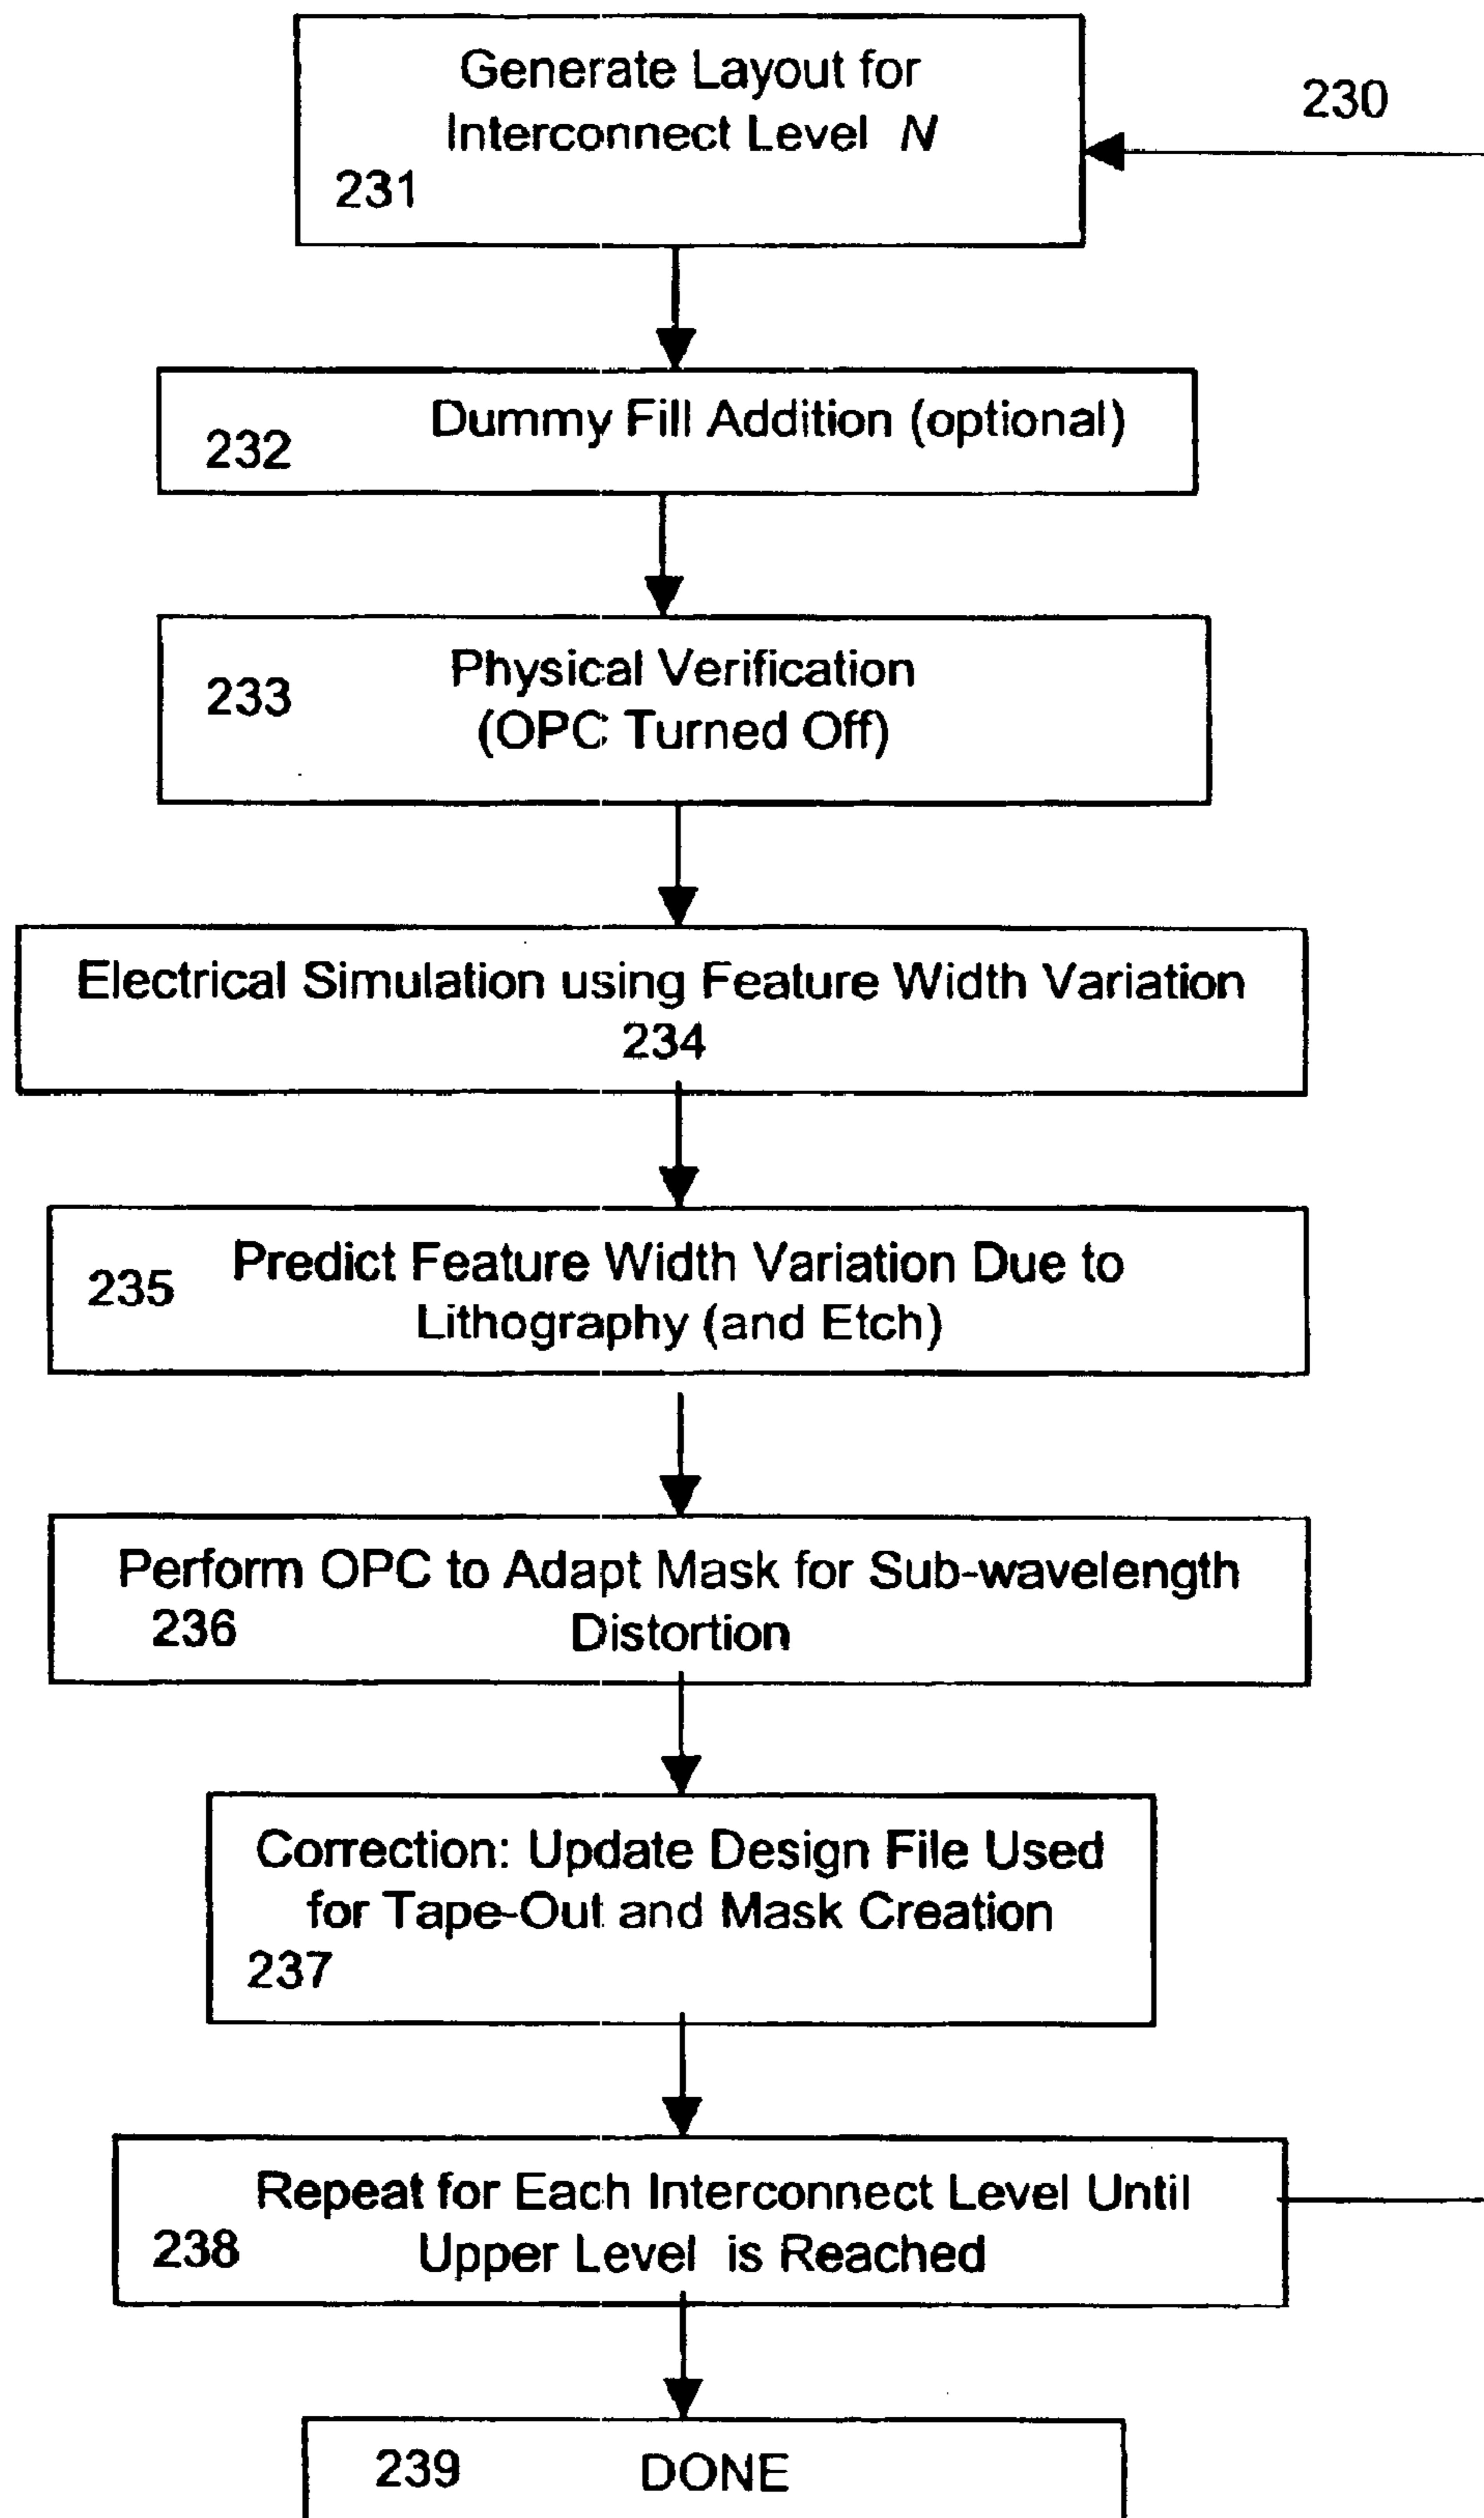 Generate Layout for
Interconnect Level N
231
230
Dummy Fill Addition (optional)
232
Physical Verification
233
(OPC Turned Off)
Electrical Simulation using Feature Width Variation
234
Predict Feature Width Variation Due to
235
Lithography (and Etch)
Perform OPC to Adapt Mask for Sub-wavelength
236
Distortion
Correction: Update Design File Used
for Tape-Out and Mask Creation
237
Repeat for Each Interconnect Level Until
238
Upper Level is Reached
239 DONE